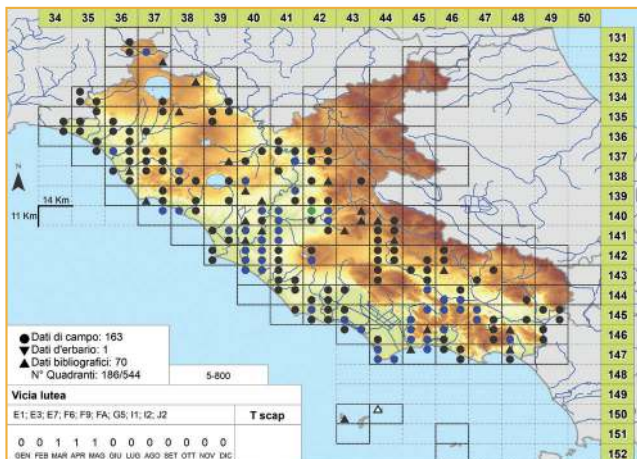 34 35 36 37 38 39 40 41 42 43 44 45 46 47 48 49 50
131
132
133
134
135
136
137
138
139
N
14 Km
11 Km
140
141
142
143
144
145
Dati di campo: 163
Dati d'erbario: 1
146
Dati bibliografici: 70
147
N° Quadranti: 186/544
5-800
148
Vicia lutea
149
E1; E3; E7; F6; F9; FA; G5; I1; I2; J2
T scap
150
0 0 1 1 1 0 0 0 0 0 0 0
151
GEN FEB MAR APR MAG GIU LUG AGO SET OTT NOV DIC
152